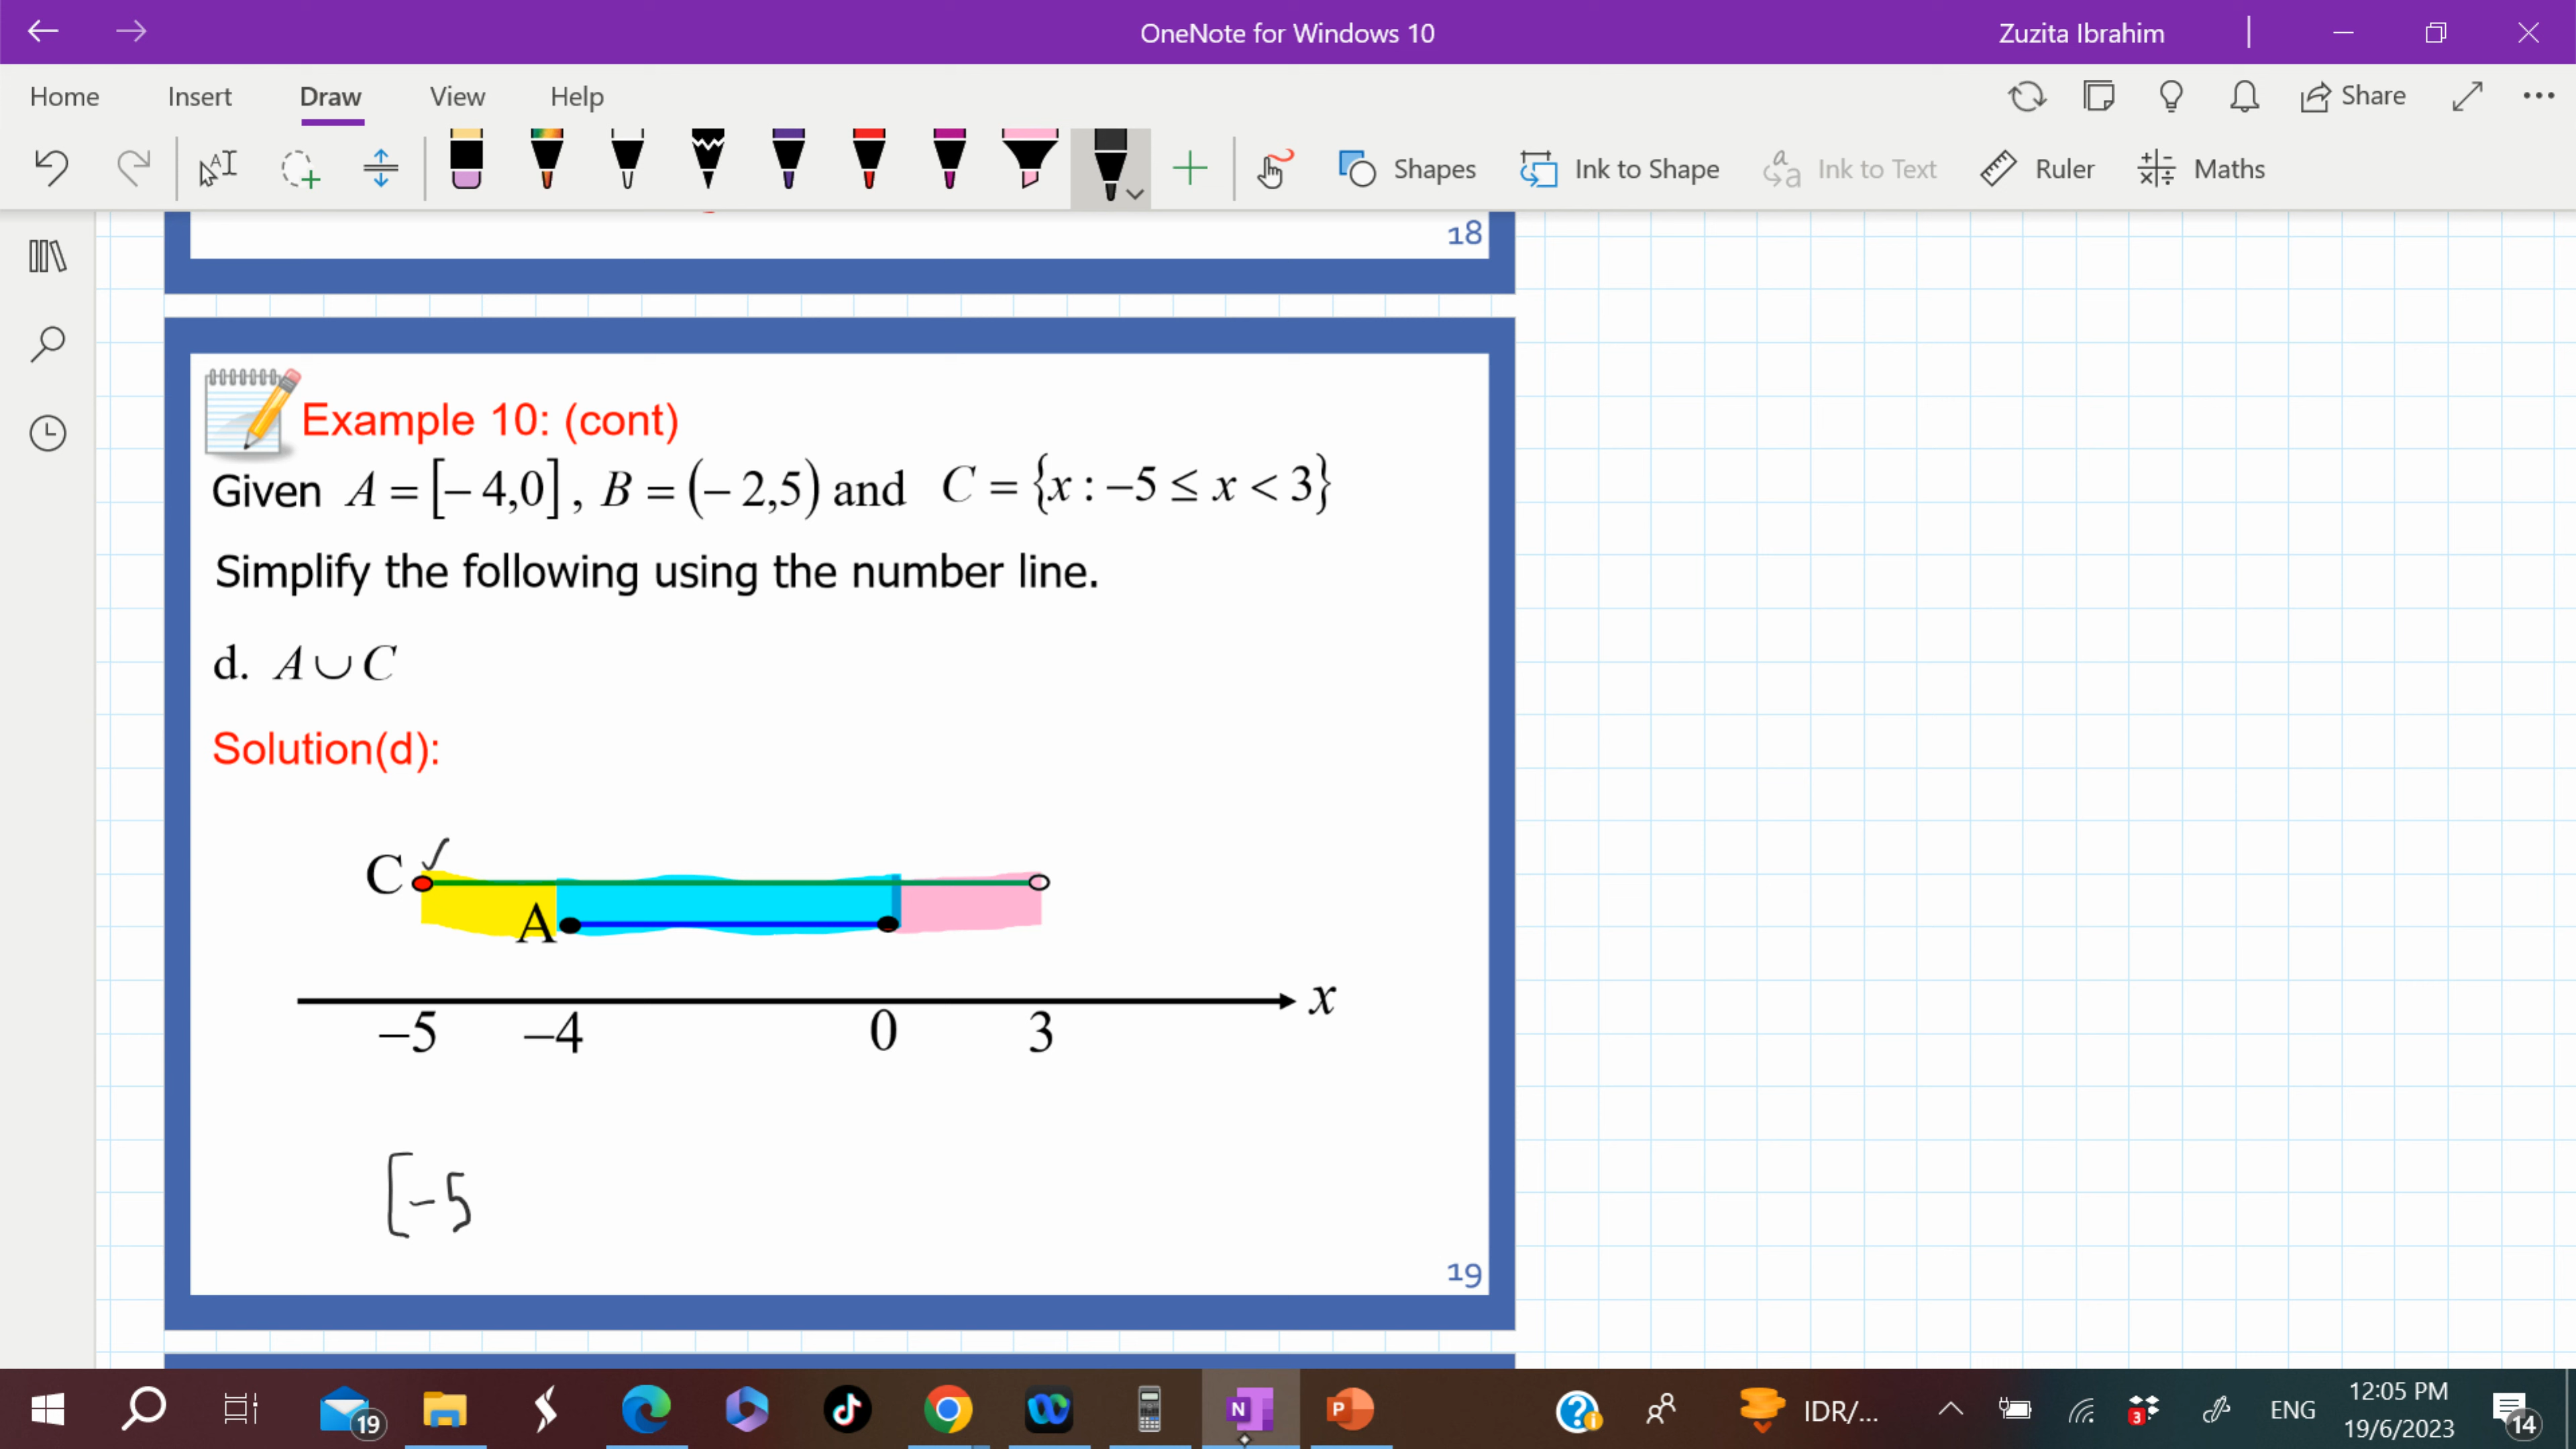 OneNote for Windows 10
Zuzita Ibrahim
Home Insert Draw View Help
Share
Shapes Ink to Shape Ink to Text Ruler Maths
18
Example 10: (cont)
Given A = [– 4,0] , B = (– 2,5) and C = {x : –5 ≤ x < 3}
Simplify the following using the number line.
d. A ∪ C
Solution(d):
C
A
x
–5 –4 0 3
[-5
19
19
IDR/...
3
ENG
12:05 PM
19/6/2023
14